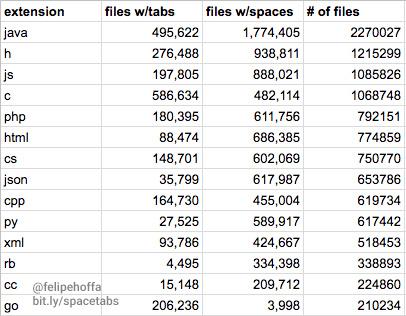 extension files w/tabs files w/spaces # of files
java 495,622 1,774,405 2270027
h 276,488 938,811 1215299
js 197,805 888,021 1085826
c 586,634 482,114 1068748
php 180,395 611,756 792151
html 88,474 686,385 774859
cs 148,701 602,069 750770
json 35,799 617,987 653786
cpp 164,730 455,004 619734
py 27,525 589,917 617442
xml 93,786 424,667 518453
rb 4,495 334,398 338893
cc 15,148 209,712 224860
go 206,236 3,998 210234
@felipehoffa
bit.ly/spacetabs